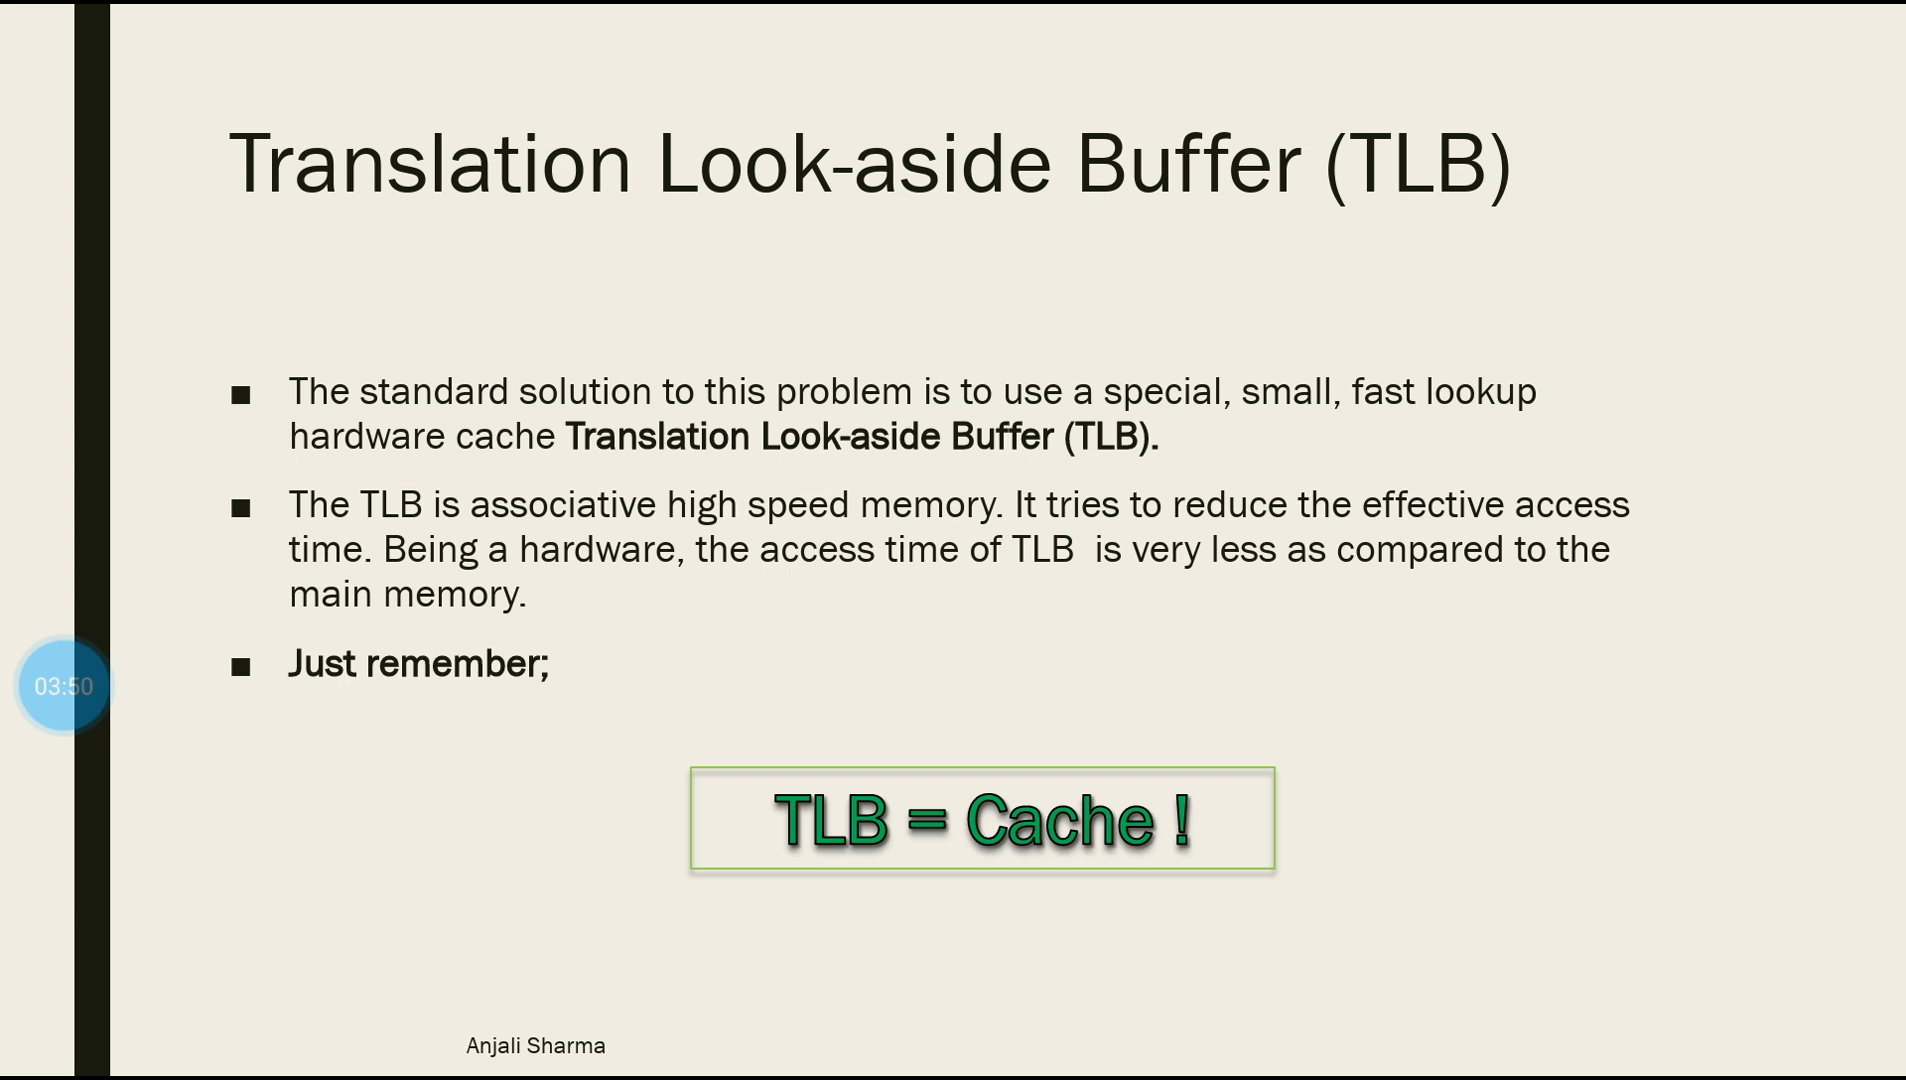 Translation Look-aside Buffer (TLB)
■ The standard solution to this problem is to use a special, small, fast lookup
hardware cache Translation Look-aside Buffer (TLB).
■ The TLB is associative high speed memory. It tries to reduce the effective access
time. Being a hardware, the access time of TLB  is very less as compared to the
main memory.
■ Just remember;
03:50
TLB = Cache !
Anjali Sharma